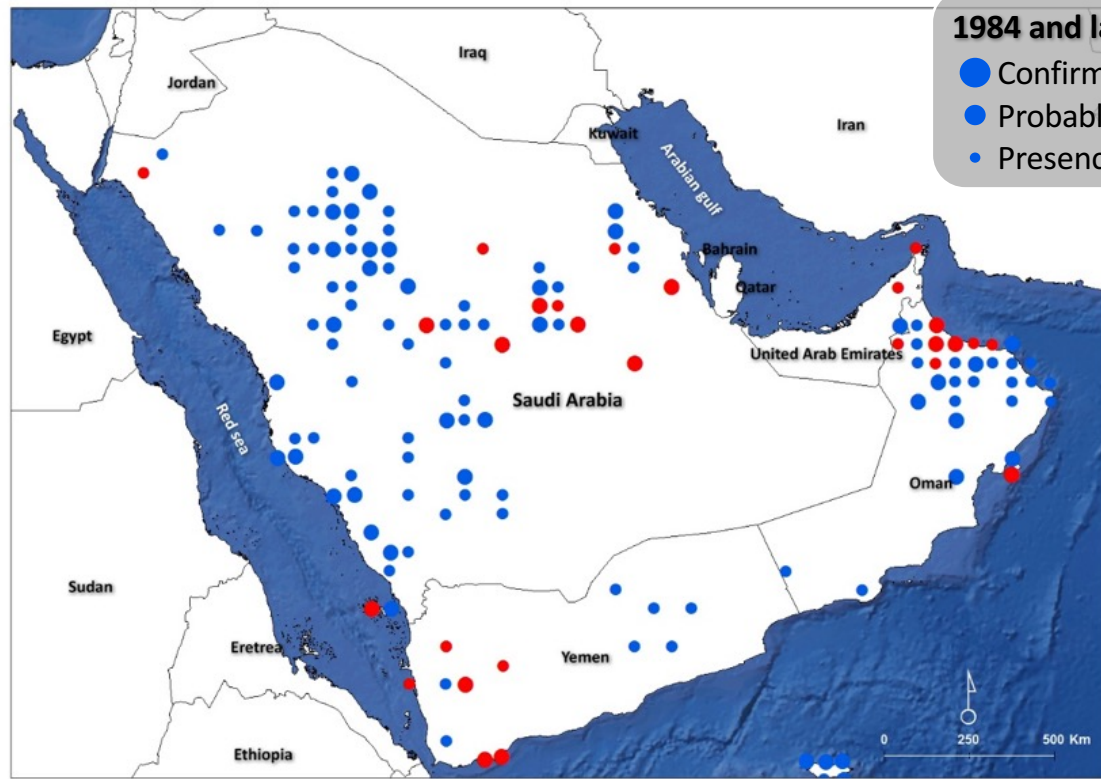 1984 and
Confirm
Probabl
Presenc
Iraq
Jordan
Kuwait
Iran
Arabian gulf
Bahrain
Qatar
Egypt
United Arab Emirates
Saudi Arabia
Red sea
Oman
Sudan
Eretrea
Yemen
Ethiopia
0 250 500 Km